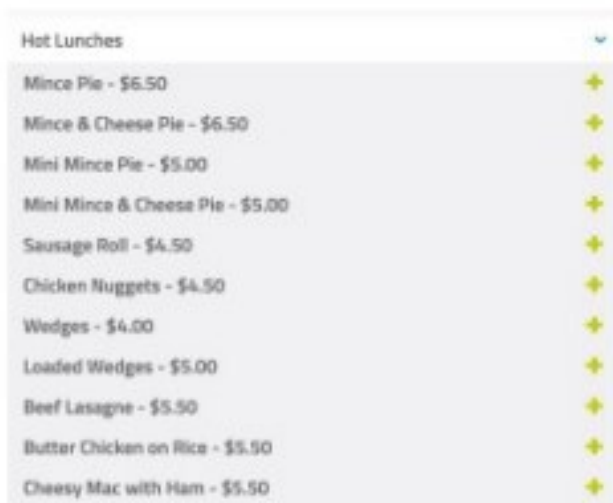 Hot Lunches
Mince Pie - $6.50
Mince & Cheese Pie - $6.50
Mini Mince Pie - $5.00
Mini Mince & Cheese Pie - $5.00
Sausage Roll - $4.50
Chicken Nuggets - $4.50
Wedges - $4.00
Loaded Wedges - $5.00
Beef Lasagne - $5.50
Butter Chicken on Rice - $5.50
Cheesy Mac with Ham - $5.50